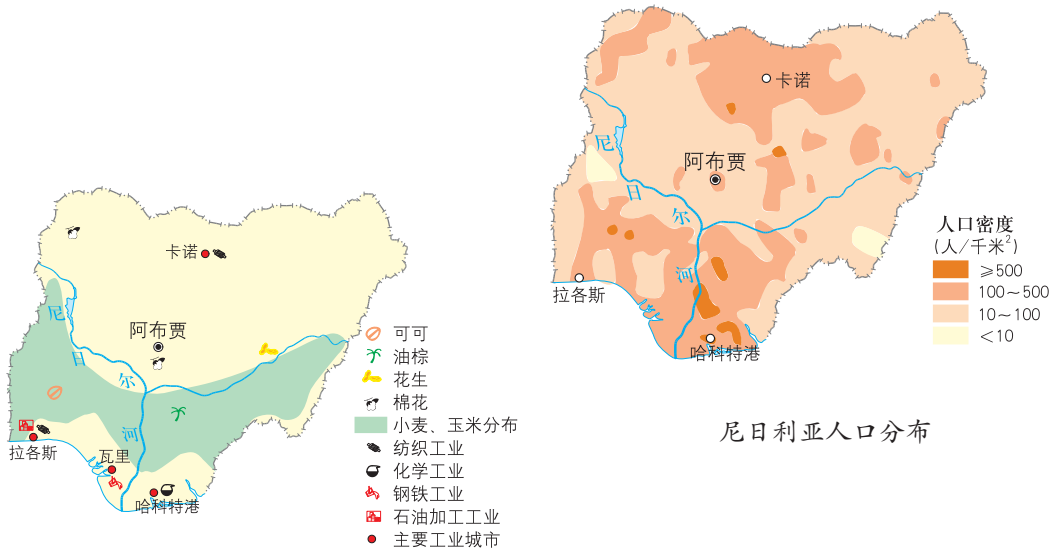 卡诺
阿布贾
尼
日
尔
河
拉各斯
瓦里
哈科特港
可可
油棕
花生
棉花
小麦、玉米分布
纺织工业
化学工业
钢铁工业
石油加工工业
主要工业城市
卡诺
阿布贾
尼
日
尔
河
拉各斯
哈科特港
人口密度
(人/千米²)
≥500
100~500
10~100
<10
尼日利亚人口分布